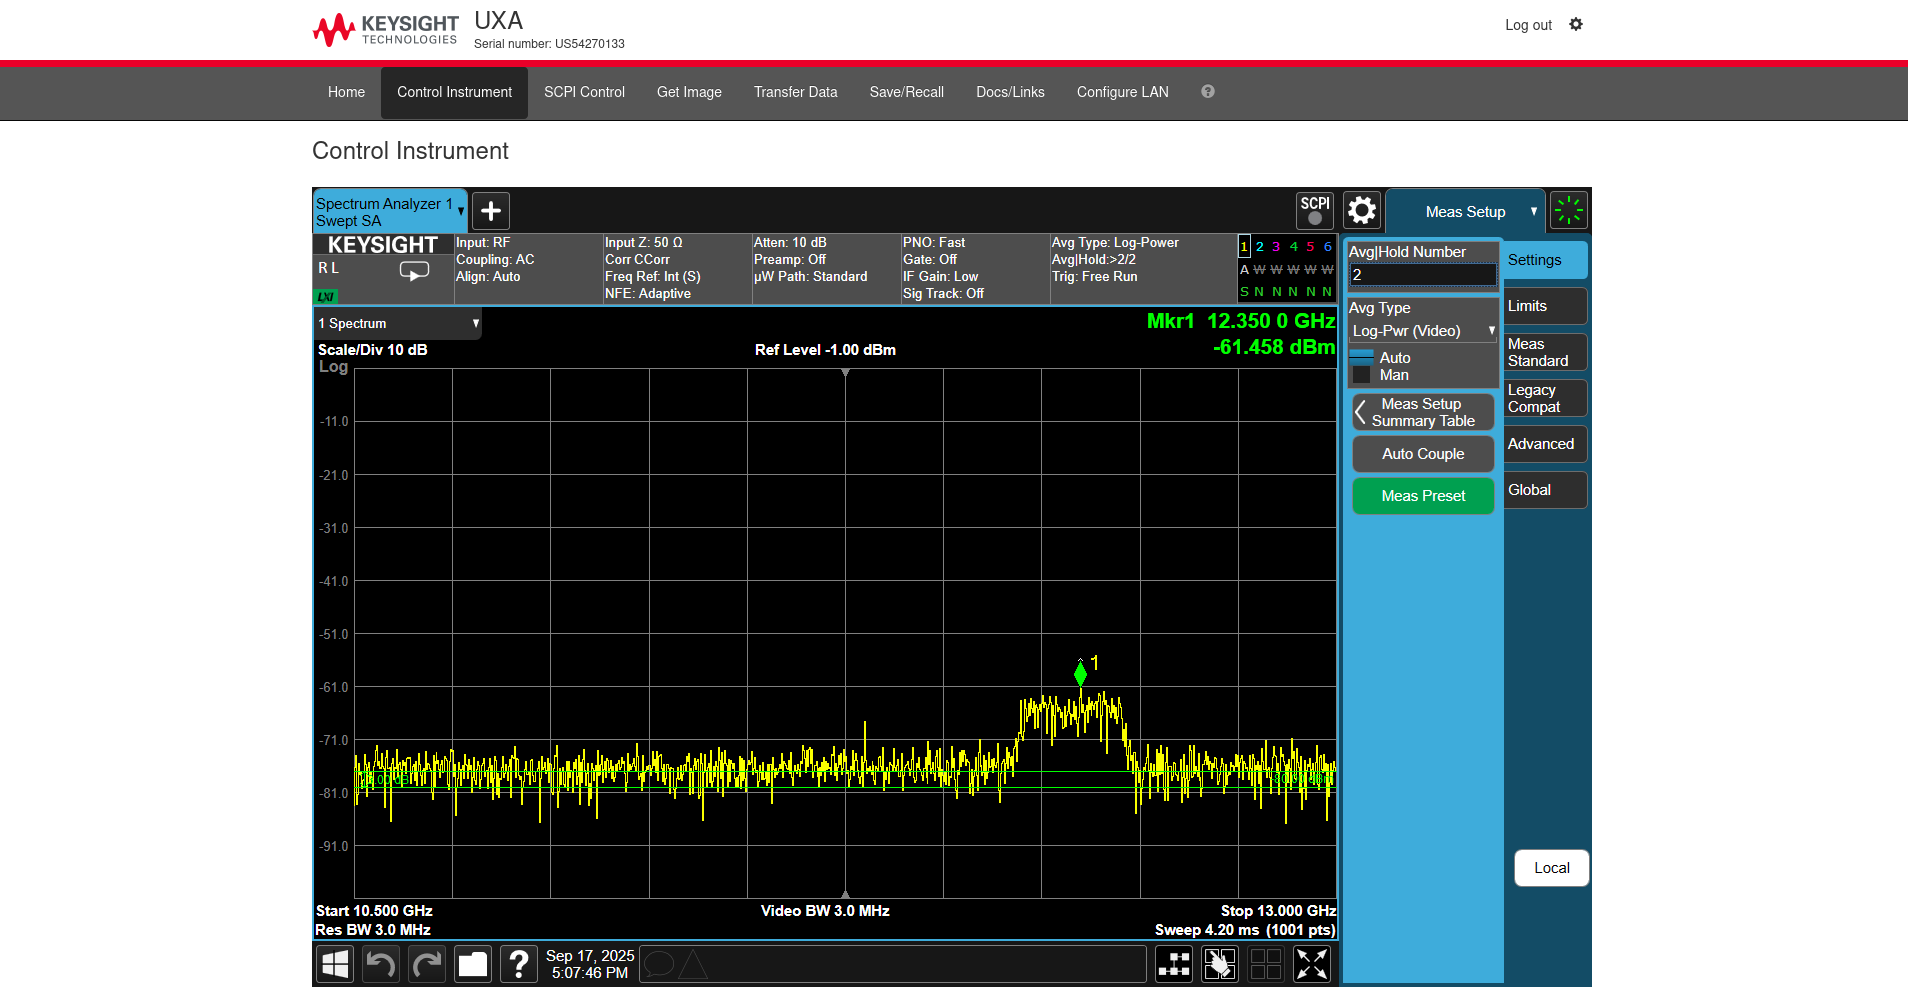 KEYSIGHT
TECHNOLOGIES
UXA
Serial number: US54270133
Log out
Home
Control Instrument
SCPI Control
Get Image
Transfer Data
Save/Recall
Docs/Links
Configure LAN
?
Control Instrument
Spectrum Analyzer 1
Swept SA
SCPI
Meas Setup
KEYSIGHT
R L
LXI
Input: RF
Coupling: AC
Align: Auto
Input Z: 50 Ω
Corr CCorr
Freq Ref: Int (S)
NFE: Adaptive
Atten: 10 dB
Preamp: Off
µW Path: Standard
PNO: Fast
Gate: Off
IF Gain: Low
Sig Track: Off
Avg Type: Log-Power
Avg|Hold:>2/2
Trig: Free Run
1 2 3 4 5 6
A W W W W W
S N N N N N
1 Spectrum
Scale/Div 10 dB
Log
Ref Level -1.00 dBm
Mkr1 12.350 0 GHz
-61.458 dBm
-11.0
-21.0
-31.0
-41.0
-51.0
-61.0
-71.0
-81.0
-91.0
1
Start 10.500 GHz
Res BW 3.0 MHz
Video BW 3.0 MHz
Stop 13.000 GHz
Sweep 4.20 ms (1001 pts)
Avg|Hold Number
2
Avg Type
Log-Pwr (Video)
Auto
Man
Meas Setup
Summary Table
Auto Couple
Meas Preset
Settings
Limits
Meas
Standard
Legacy
Compat
Advanced
Global
Local
?
Sep 17, 2025
5:07:46 PM